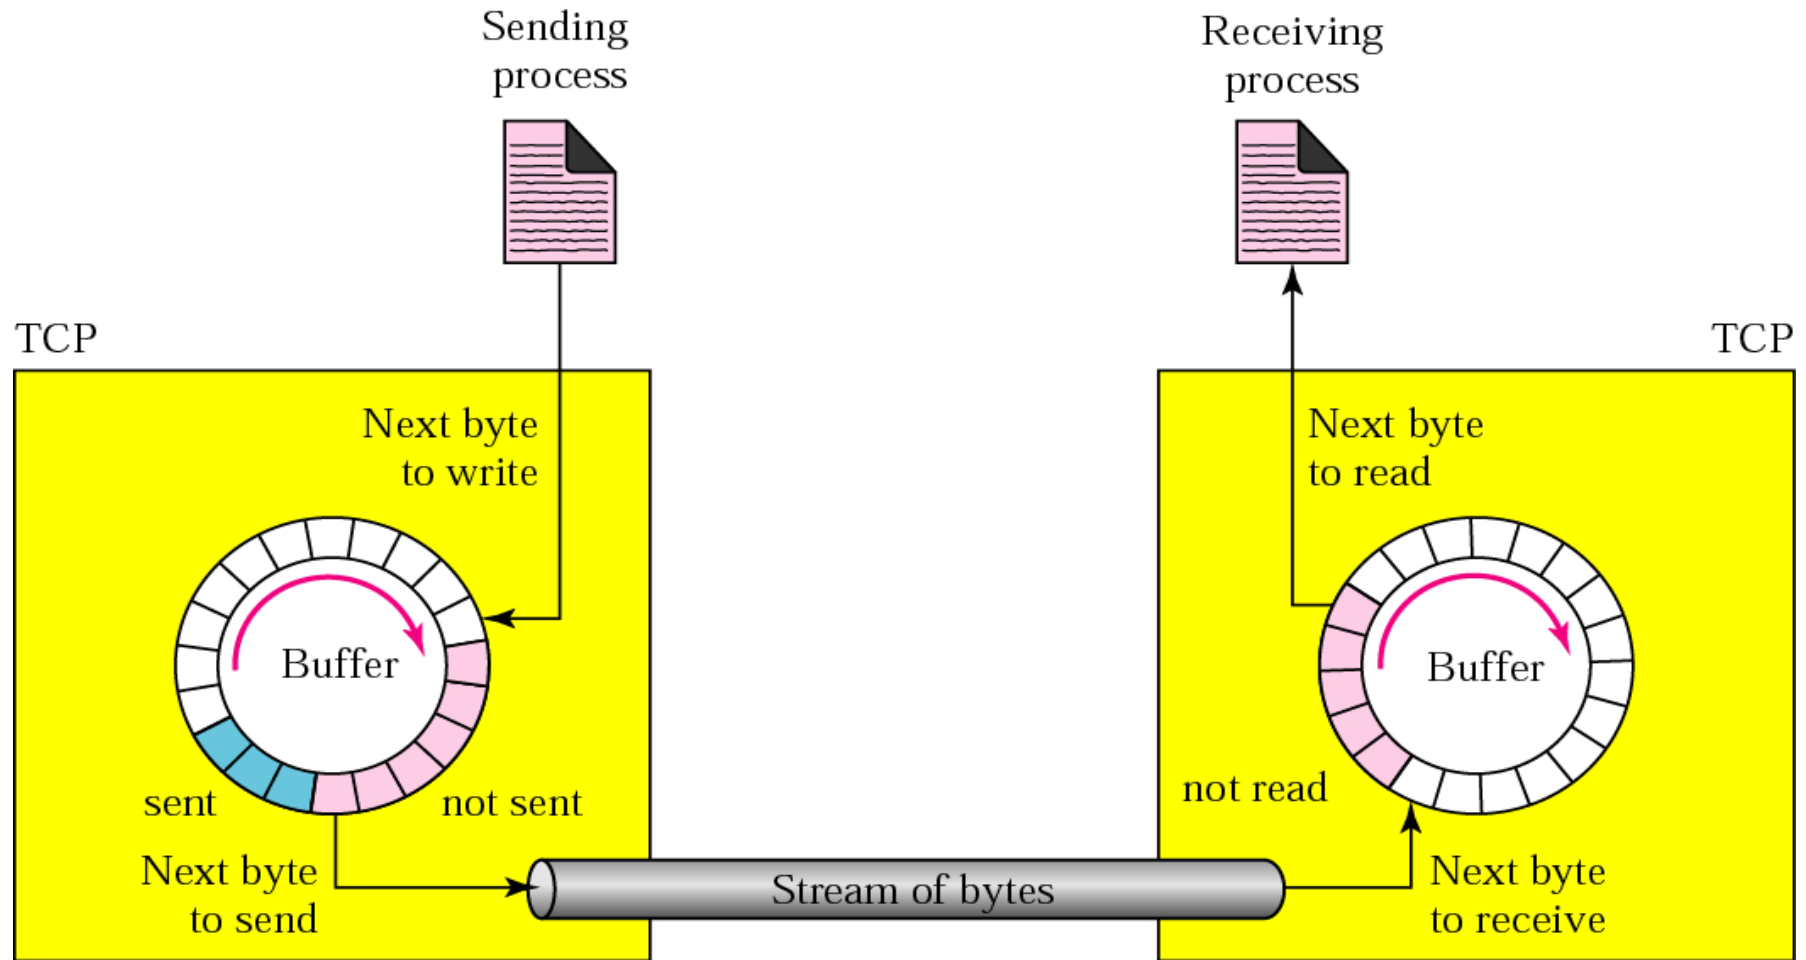 Sending
process
Receiving
process
TCP
TCP
Next byte
to write
Next byte
to read
Buffer
Buffer
sent
not sent
not read
Next byte
to send
Stream of bytes
Next byte
to receive